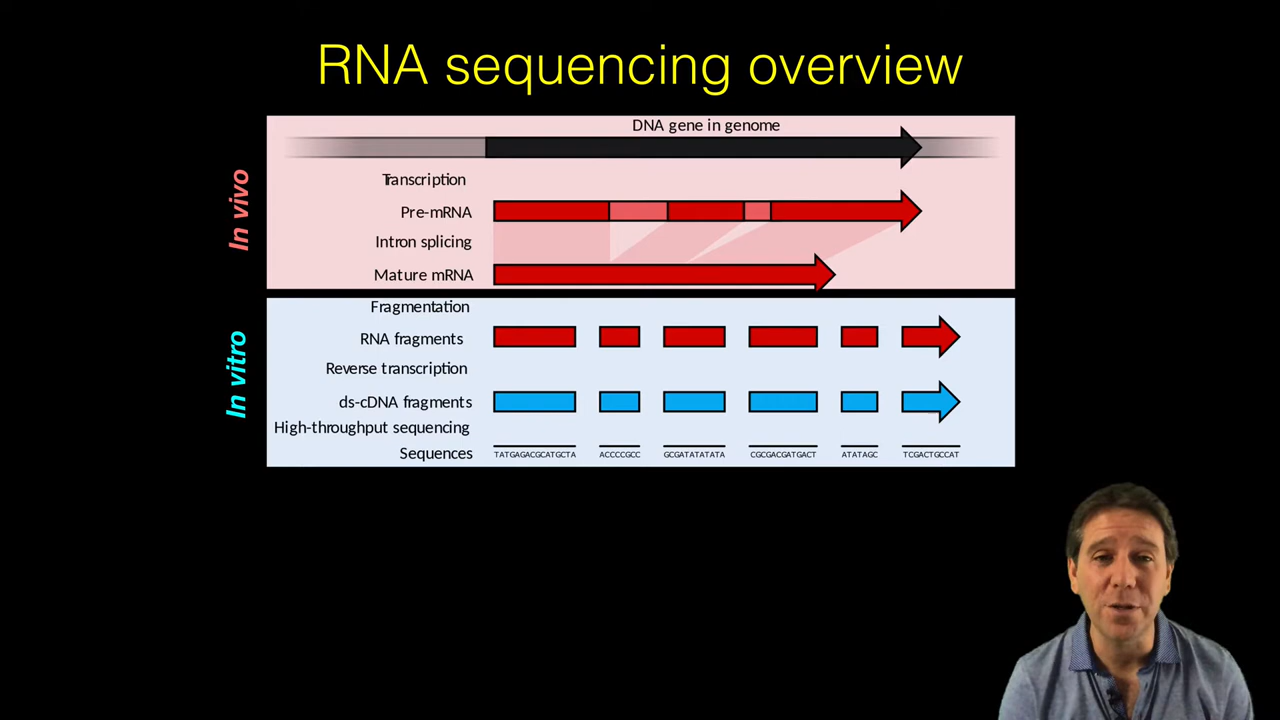 RNA sequencing overview
In vivo
DNA gene in genome
Transcription
Pre-mRNA
Intron splicing
Mature mRNA
In vitro
Fragmentation
RNA fragments
Reverse transcription
ds-cDNA fragments
High-throughput sequencing
Sequences TATGAGACGCATGCTA ACCCCGCC GCGATATATATA CGCGACGATGACT ATATAGC TCGACTGCCAT